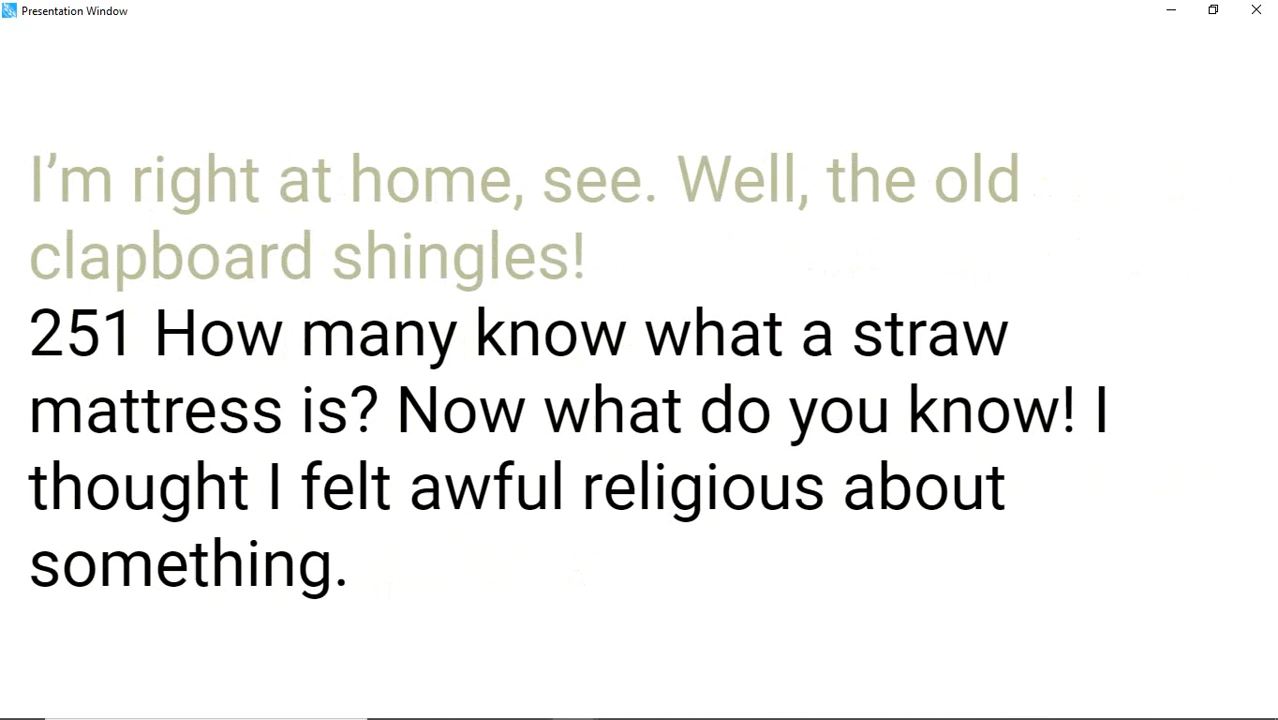 Presentation Window
I’m right at home, see. Well, the old
clapboard shingles!
251 How many know what a straw
mattress is? Now what do you know! I
thought I felt awful religious about
something.